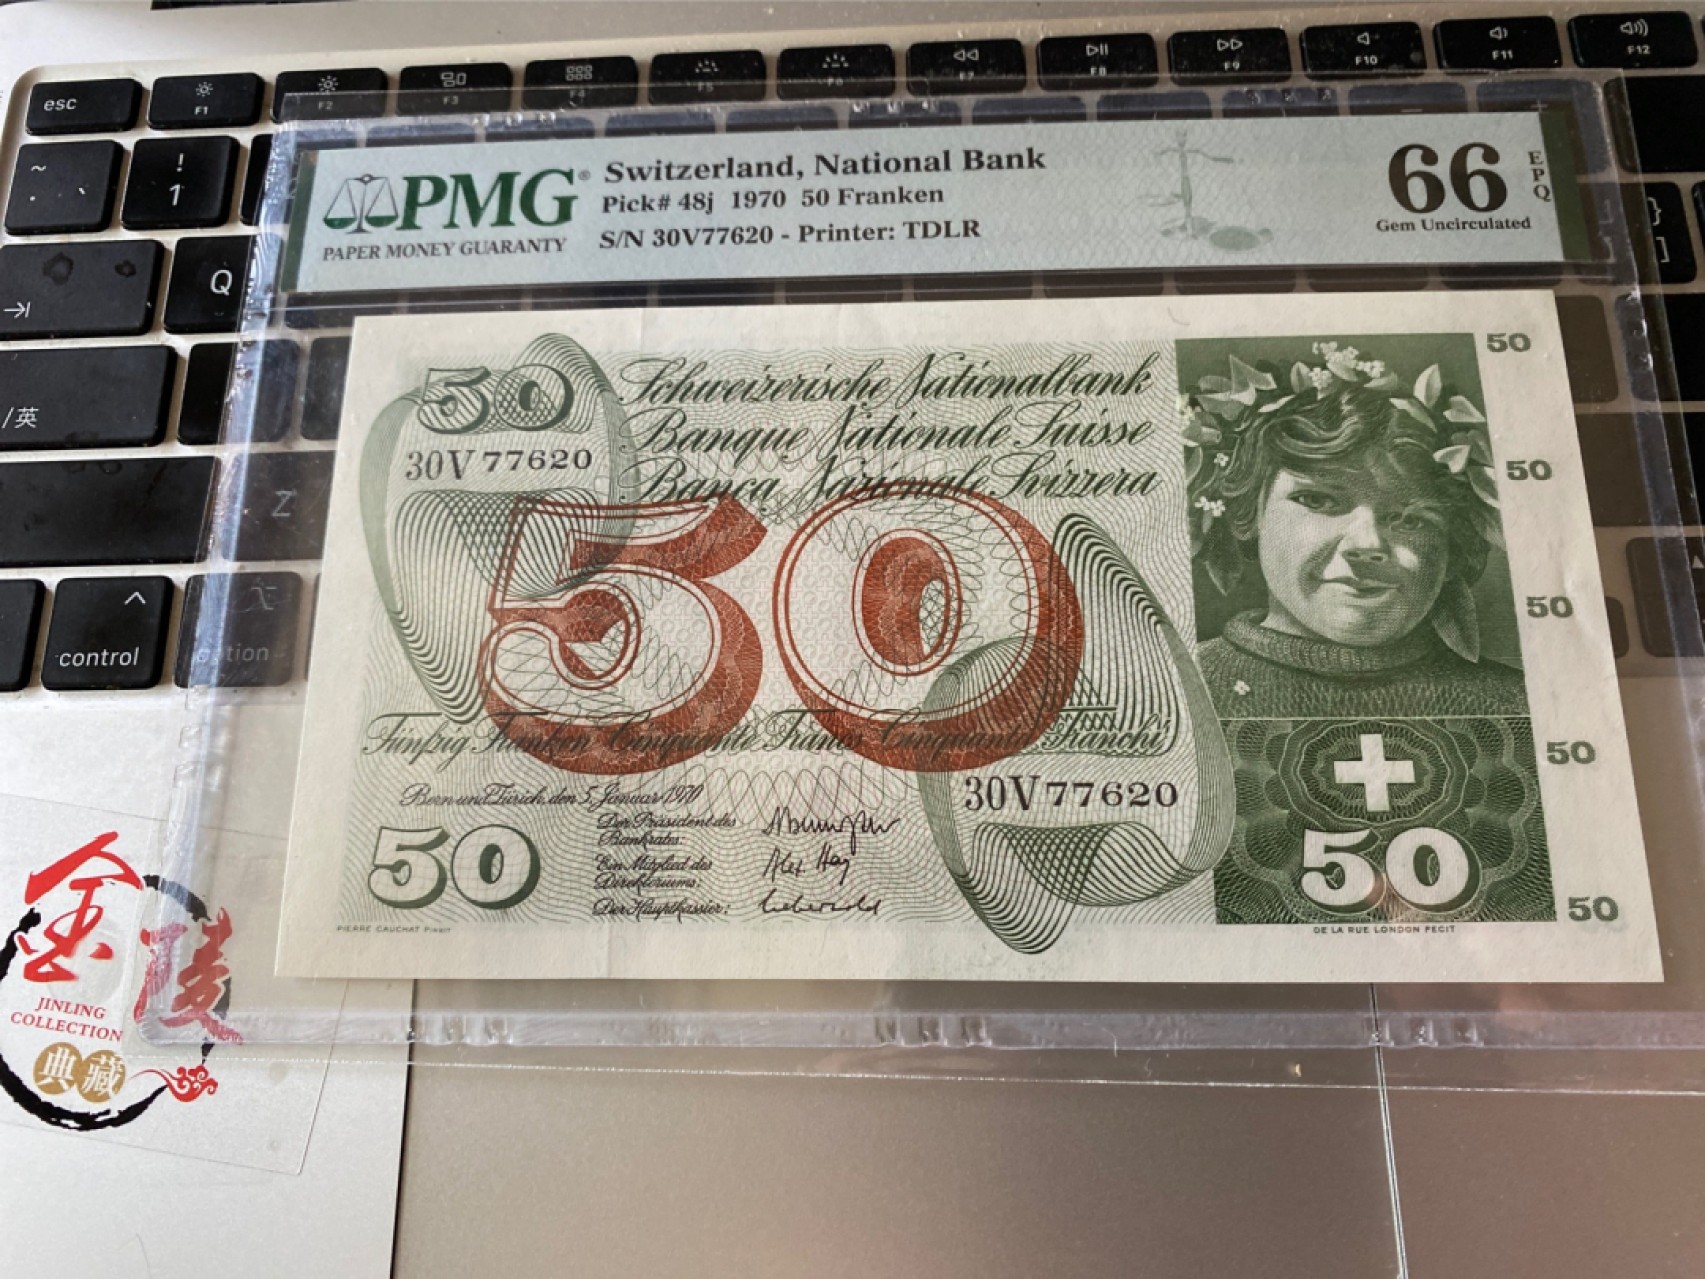 esc
F1
F2
F3
F4
F5
F6
F7
F8
F9
F10
F11
F12
~
` ·
!
1
Q
/英
Z
control
option
}
]
PMG®
PAPER MONEY GUARANTY
Switzerland, National Bank
Pick# 48j 1970 50 Franken
S/N 30V77620 - Printer: TDLR
66
EPQ
Gem Uncirculated
50
30V77620
Schweizerische Nationalbank
Banque Nationale Suisse
Banca Nazionale Svizzera
50
Fünfzig Franken Cinquante Francs Cinquanta Franchi
Bern und Zürich, den 5. Januar 1970
Der Präsident des
Bankrates:
Ein Mitglied des
Direktoriums:
Der Hauptkassier:
30V77620
50
PIERRE GAUCHAT PINXIT
50
50
50
50
50
50
DE LA RUE LONDON FECIT
金陵
JINLING
COLLECTION
典藏